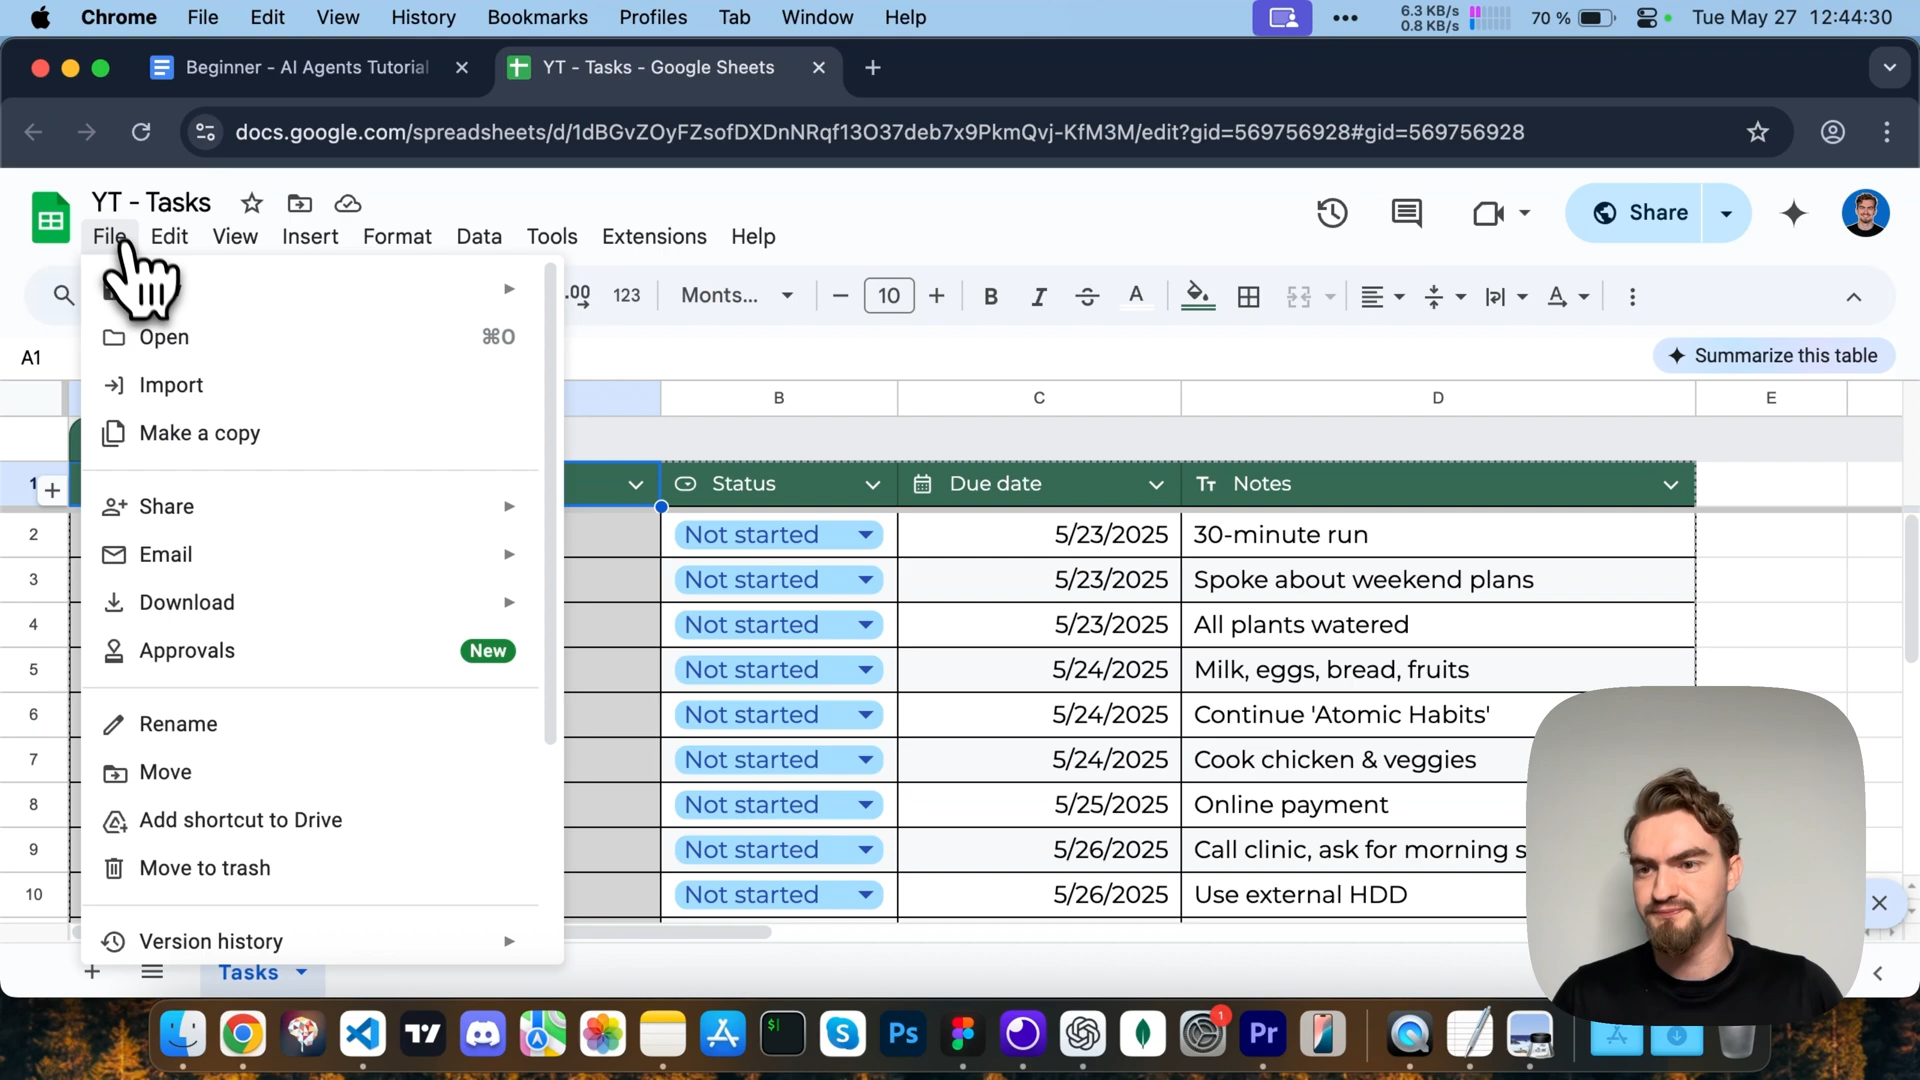 Chrome File Edit View History Bookmarks Profiles Tab Window Help
6.3 KB/s
0.8 KB/s
70 %
Tue May 27 12:44:30
Beginner - AI Agents Tutorial
YT - Tasks - Google Sheets
docs.google.com/spreadsheets/d/1dBGvZOyFZsofDXDnNRqf13O37deb7x9PkmQvj-KfM3M/edit?gid=569756928#gid=569756928
YT - Tasks
Share
File Edit View Insert Format Data Tools Extensions Help
.00 123 Monts... 10
Open ⌘O
A1
Summarize this table
Import
B C D E
Make a copy
1 Status Due date Notes
Share
2 Not started 5/23/2025 30-minute run
Email
3 Not started 5/23/2025 Spoke about weekend plans
Download
4 Not started 5/23/2025 All plants watered
Approvals New
5 Not started 5/24/2025 Milk, eggs, bread, fruits
6 Not started 5/24/2025 Continue 'Atomic Habits'
Rename
7 Not started 5/24/2025 Cook chicken & veggies
Move
8 Not started 5/25/2025 Online payment
Add shortcut to Drive
9 Not started 5/26/2025 Call clinic, ask for morning s
Move to trash
10 Not started 5/26/2025 Use external HDD
Version history
Tasks
$
Ps
1
Pr